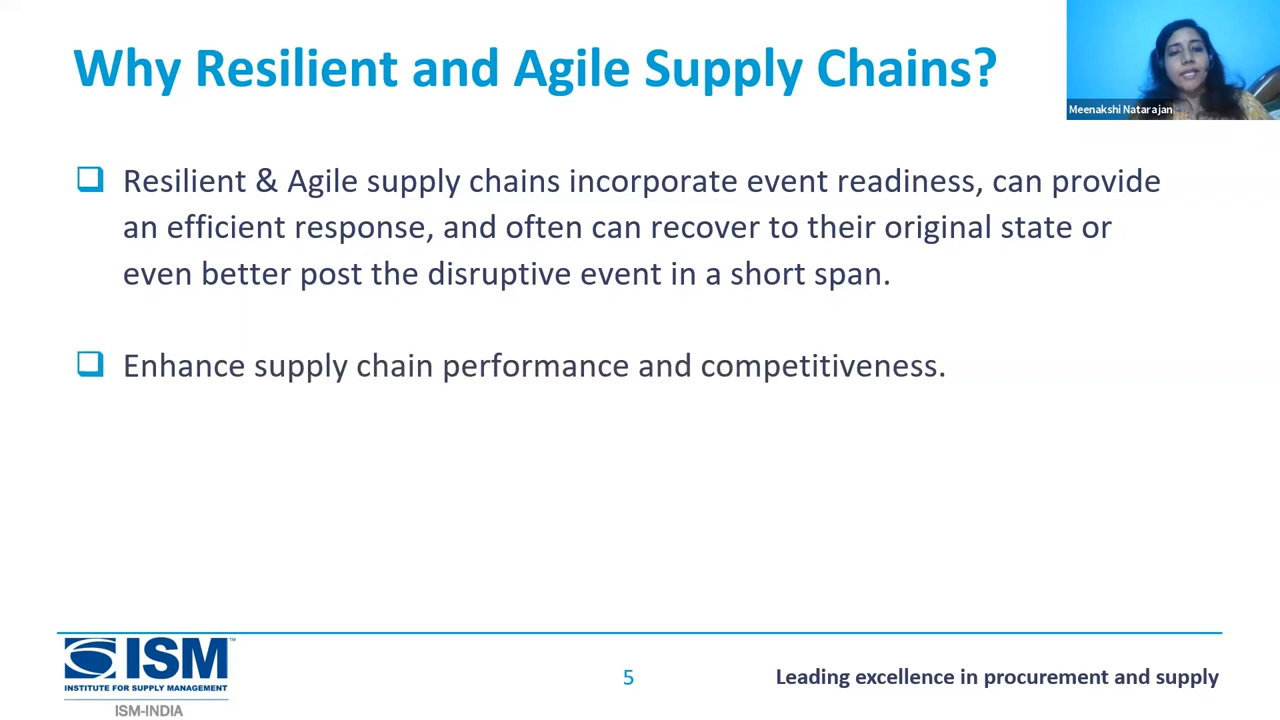 Why Resilient and Agile Supply Chains?
Meenakshi Natarajan
❑ Resilient & Agile supply chains incorporate event readiness, can provide
an efficient response, and often can recover to their original state or
even better post the disruptive event in a short span.
❑ Enhance supply chain performance and competitiveness.
ISM™
INSTITUTE FOR SUPPLY MANAGEMENT
ISM-INDIA
5
Leading excellence in procurement and supply